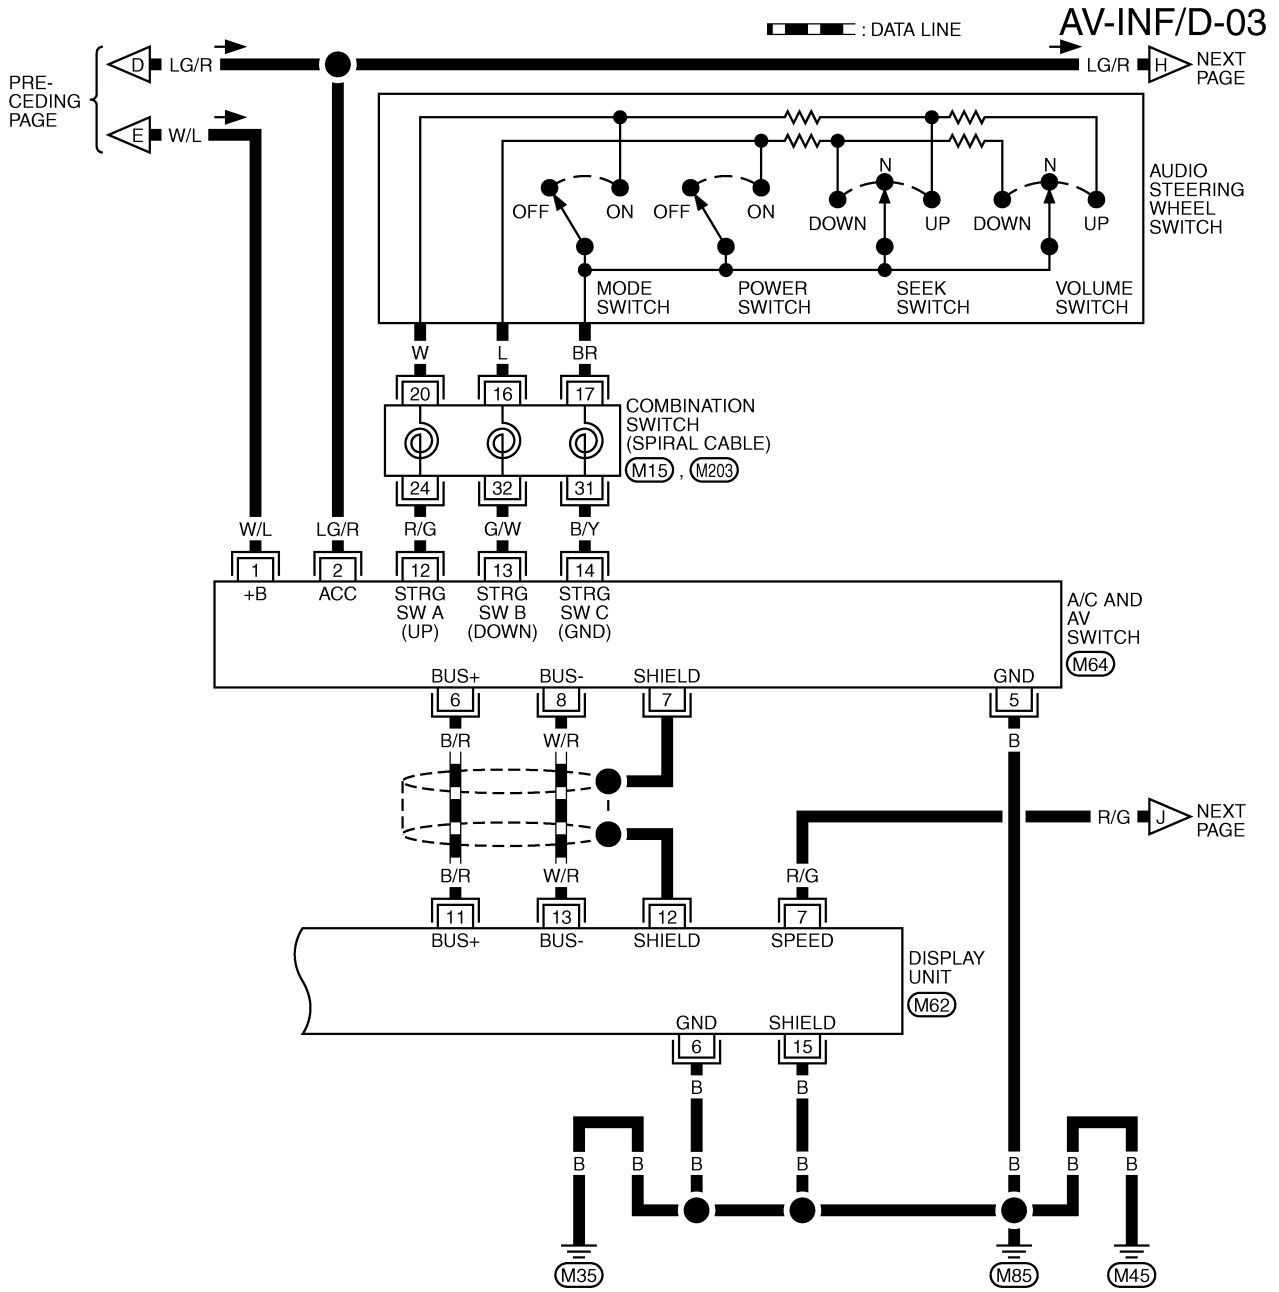 AV-INF/D-03
: DATA LINE
PRE-
CEDING
PAGE
D
LG/R
LG/R
H
NEXT
PAGE
E
W/L
AUDIO
STEERING
WHEEL
SWITCH
N
N
OFF
ON
OFF
ON
DOWN
UP
DOWN
UP
MODE
SWITCH
POWER
SWITCH
SEEK
SWITCH
VOLUME
SWITCH
W
L
BR
20
16
17
COMBINATION
SWITCH
(SPIRAL CABLE)
M15 , M203
24
32
31
W/L
LG/R
R/G
G/W
B/Y
1
2
12
13
14
+B
ACC
STRG
SW A
(UP)
STRG
SW B
(DOWN)
STRG
SW C
(GND)
A/C AND
AV
SWITCH
M64
BUS+
BUS-
SHIELD
GND
6
8
7
5
B/R
W/R
B
R/G
J
NEXT
PAGE
B/R
W/R
R/G
11
13
12
7
BUS+
BUS-
SHIELD
SPEED
DISPLAY
UNIT
M62
GND
SHIELD
6
15
B
B
B
B
B
B
B
B
B
M35
M85
M45